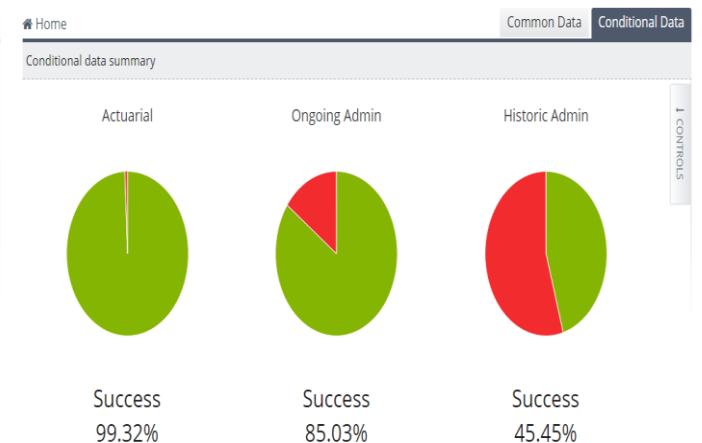 Home
Common Data
Conditional Data
Conditional data summary
Actuarial
Ongoing Admin
Historic Admin
CONTROLS
Success
99.32%
Success
85.03%
Success
45.45%